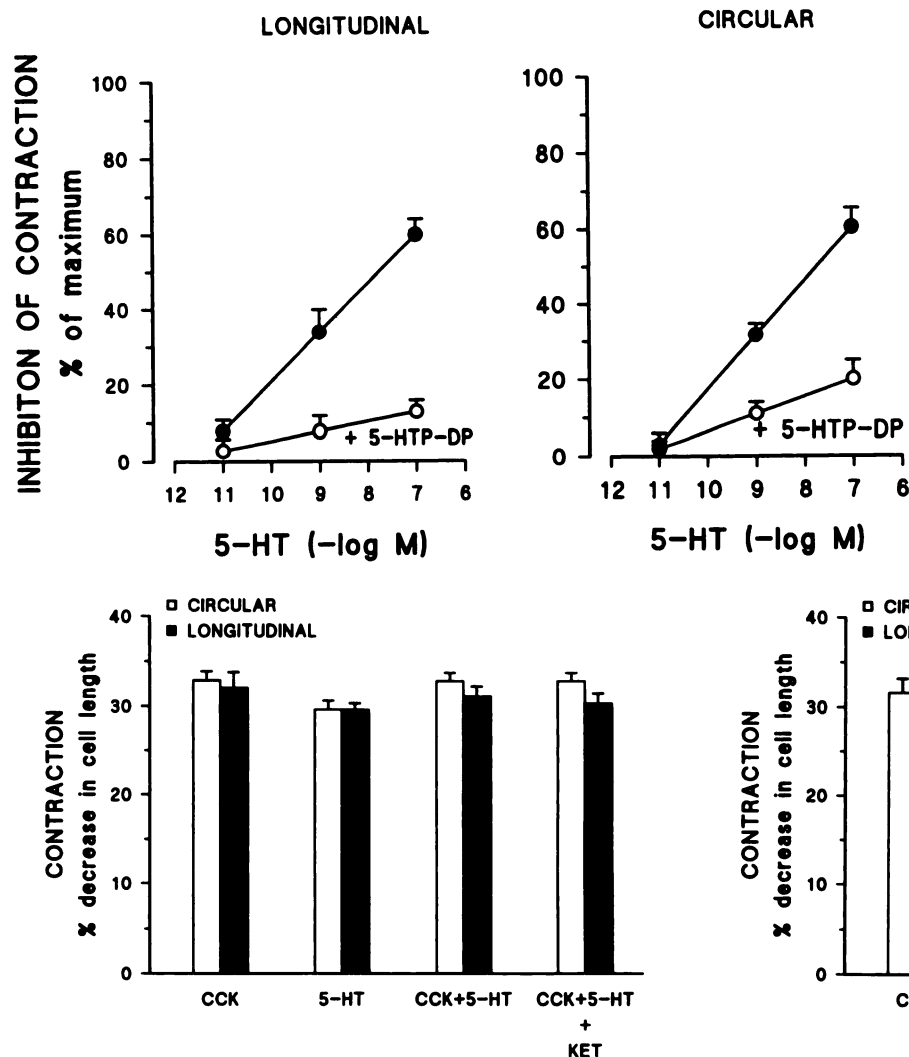 LONGITUDINAL
CIRCULAR
INHIBITON OF CONTRACTION
% of maximum
100
80
60
40
20
0
+ 5-HTP-DP
12 11 10 9 8 7 6
5-HT (-log M)
100
80
60
40
20
0
+ 5-HTP-DP
12 11 10 9 8 7 6
5-HT (-log M)
CONTRACTION
% decrease in cell length
40
30
20
10
0
CIRCULAR
LONGITUDINAL
CCK 5-HT CCK+5-HT CCK+5-HT
+
KET
CONTRACTION
% decrease in cell length
40
30
20
10
0
CIR
LO
C